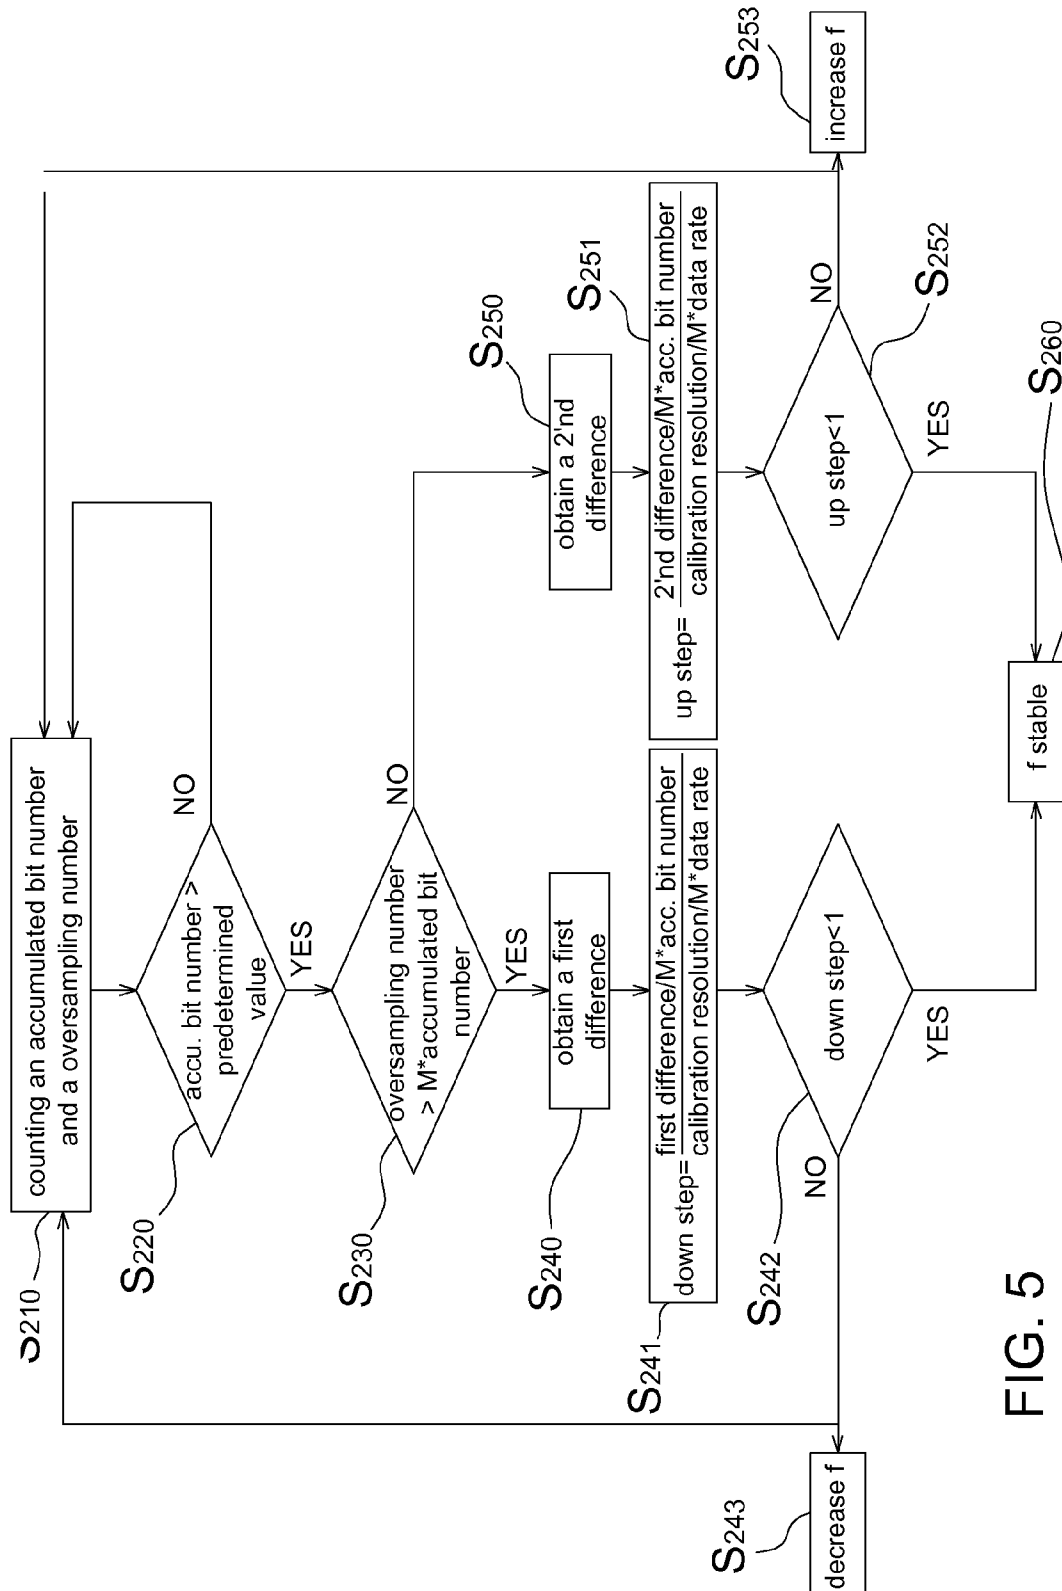 counting an accumulated bit number
and a oversampling number
S210
accu. bit number >
predetermined
value
S220
NO
YES
oversampling number
> M*accumulated bit
number
S230
NO
YES
obtain a first
difference
S240
obtain a 2'nd
difference
S250
down step=
first difference/M*acc. bit number
calibration resolution/M*data rate
S241
up step=
2'nd difference/M*acc. bit number
calibration resolution/M*data rate
S251
down step<1
S242
NO
YES
up step<1
S252
NO
YES
decrease f
S243
increase f
S253
f stable
S260
FIG. 5